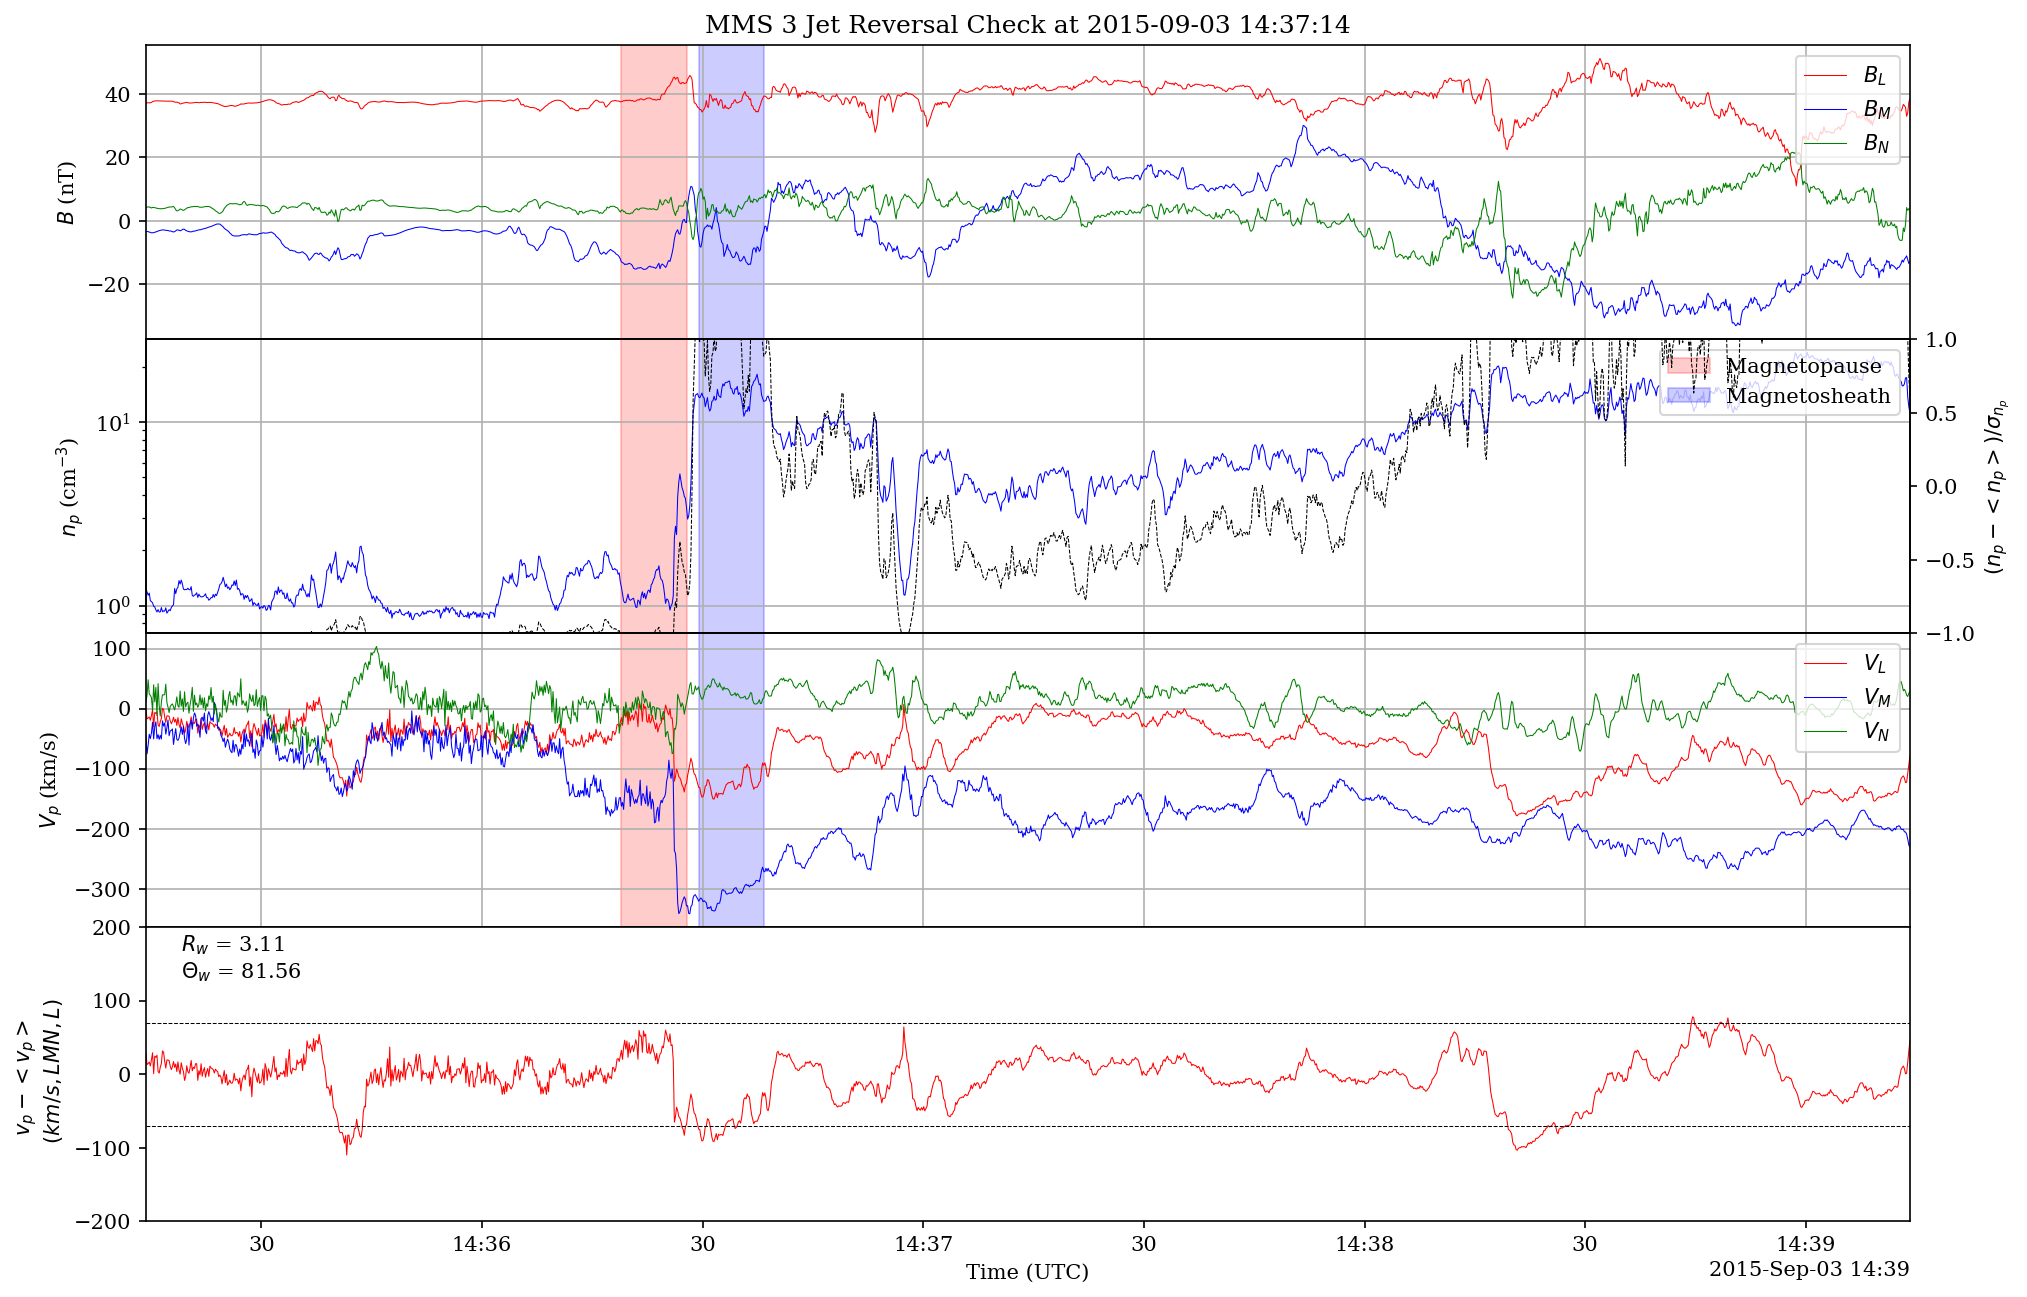 MMS 3 Jet Reversal Check at 2015-09-03 14:37:14
B (nT)
40
20
0
−20
B_L
B_M
B_N
n_p (cm^{-3})
10^1
10^0
1.0
0.5
0.0
−0.5
−1.0
(n_p − < n_p > )/σ_{n_p}
Magnetopause
Magnetosheath
V_p (km/s)
100
0
−100
−200
−300
V_L
V_M
V_N
v_p − < v_p >
(km/s, LMN, L)
200
100
0
−100
−200
R_w = 3.11
Θ_w = 81.56
30 14:36 30 14:37 30 14:38 30 14:39
Time (UTC)
2015-Sep-03 14:39